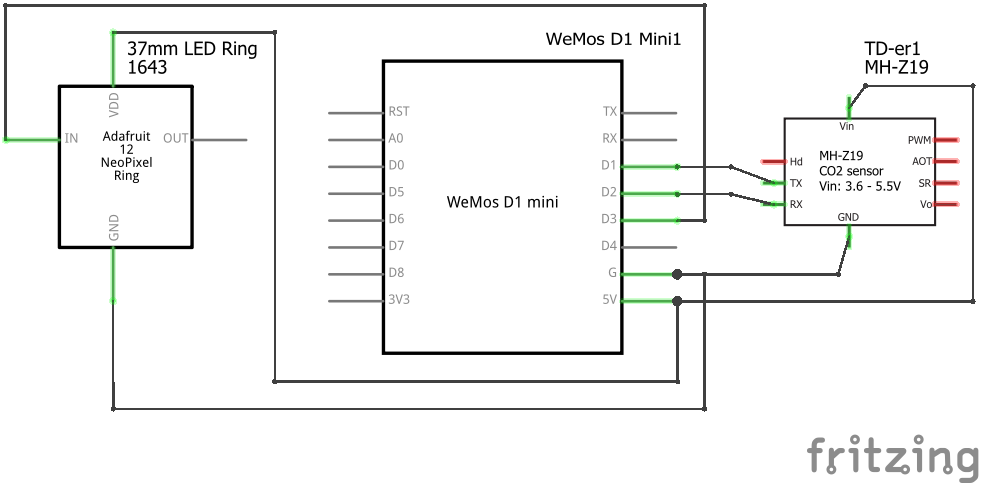 37mm LED Ring
1643
VDD
IN
Adafruit
12
NeoPixel
Ring
OUT
GND
WeMos D1 Mini1
RST
A0
D0
D5
D6
D7
D8
3V3
WeMos D1 mini
TX
RX
D1
D2
D3
D4
G
5V
TD-er1
MH-Z19
Vin
Hd
TX
RX
MH-Z19
CO2 sensor
Vin: 3.6 - 5.5V
PWM
AOT
SR
Vo
GND
fritzing